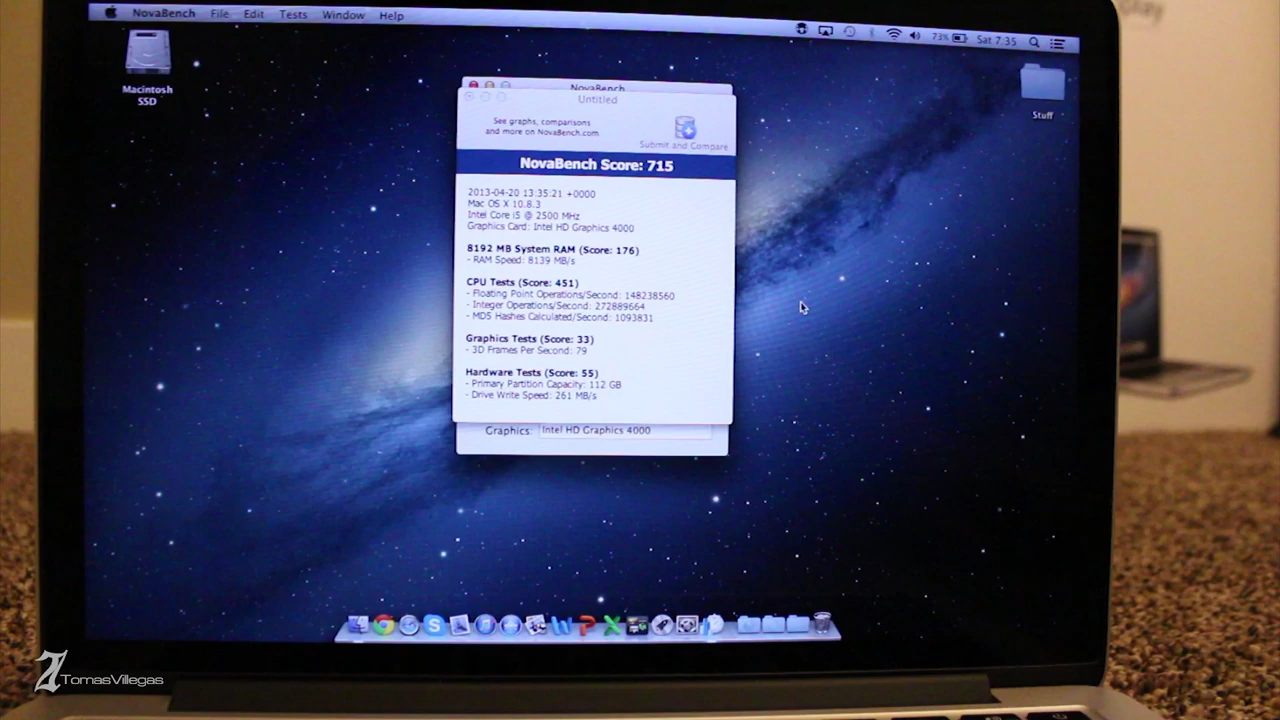 NovaBench File Edit Tests Window Help
73% Sat 7:35
Macintosh
SSD
Stuff
NovaBench
Untitled
See graphs, comparisons
and more on NovaBench.com
Submit and Compare
NovaBench Score: 715
2013-04-20 13:35:21 +0000
Mac OS X 10.8.3
Intel Core i5 @ 2500 MHz
Graphics Card: Intel HD Graphics 4000
8192 MB System RAM (Score: 176)
- RAM Speed: 8139 MB/s
CPU Tests (Score: 451)
- Floating Point Operations/Second: 148238560
- Integer Operations/Second: 272889664
- MD5 Hashes Calculated/Second: 1093831
Graphics Tests (Score: 33)
- 3D Frames Per Second: 79
Hardware Tests (Score: 55)
- Primary Partition Capacity: 112 GB
- Drive Write Speed: 261 MB/s
Graphics: Intel HD Graphics 4000
TomasVillegas